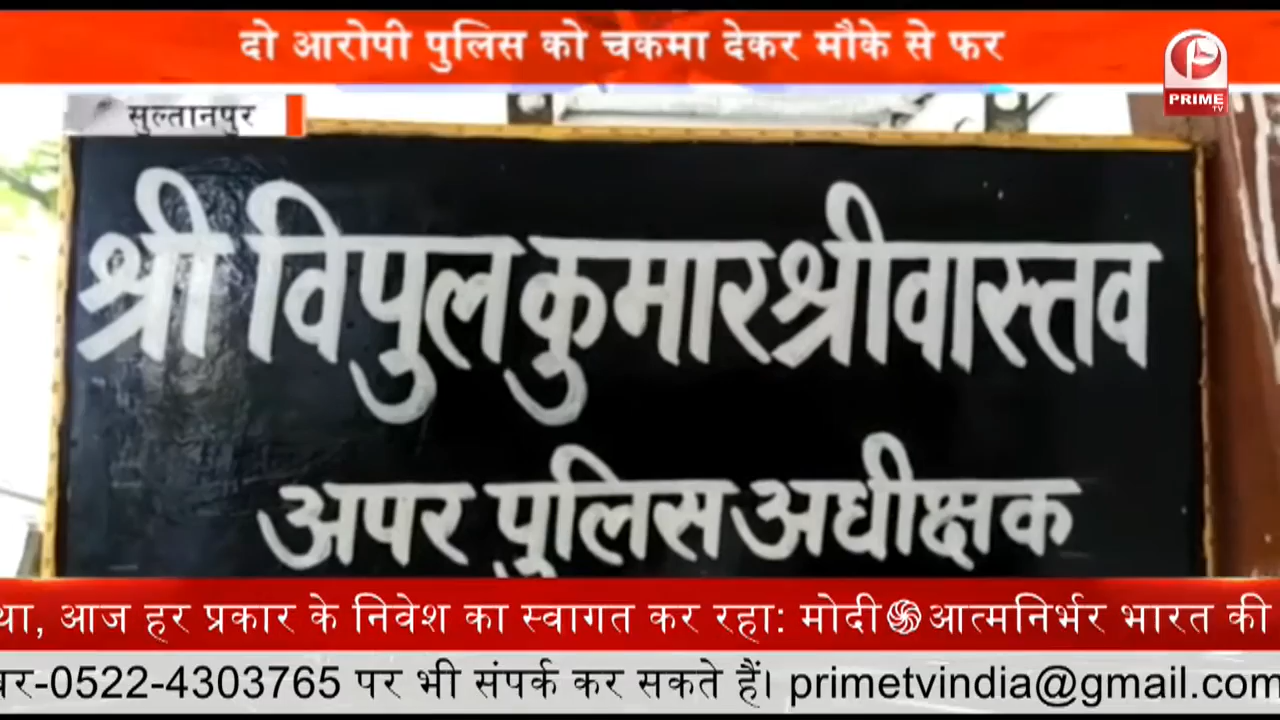 दो आरोपी पुलिस को चकमा देकर मौके से फर
PRIME
TV
सुल्तानपुर
श्री विपुल कुमार श्रीवास्तव
अपर पुलिस अधीक्षक
था, आज हर प्रकार के निवेश का स्वागत कर रहा: मोदी आत्मनिर्भर भारत की
बर-0522-4303765 पर भी संपर्क कर सकते हैं। primetvindia@gmail.com